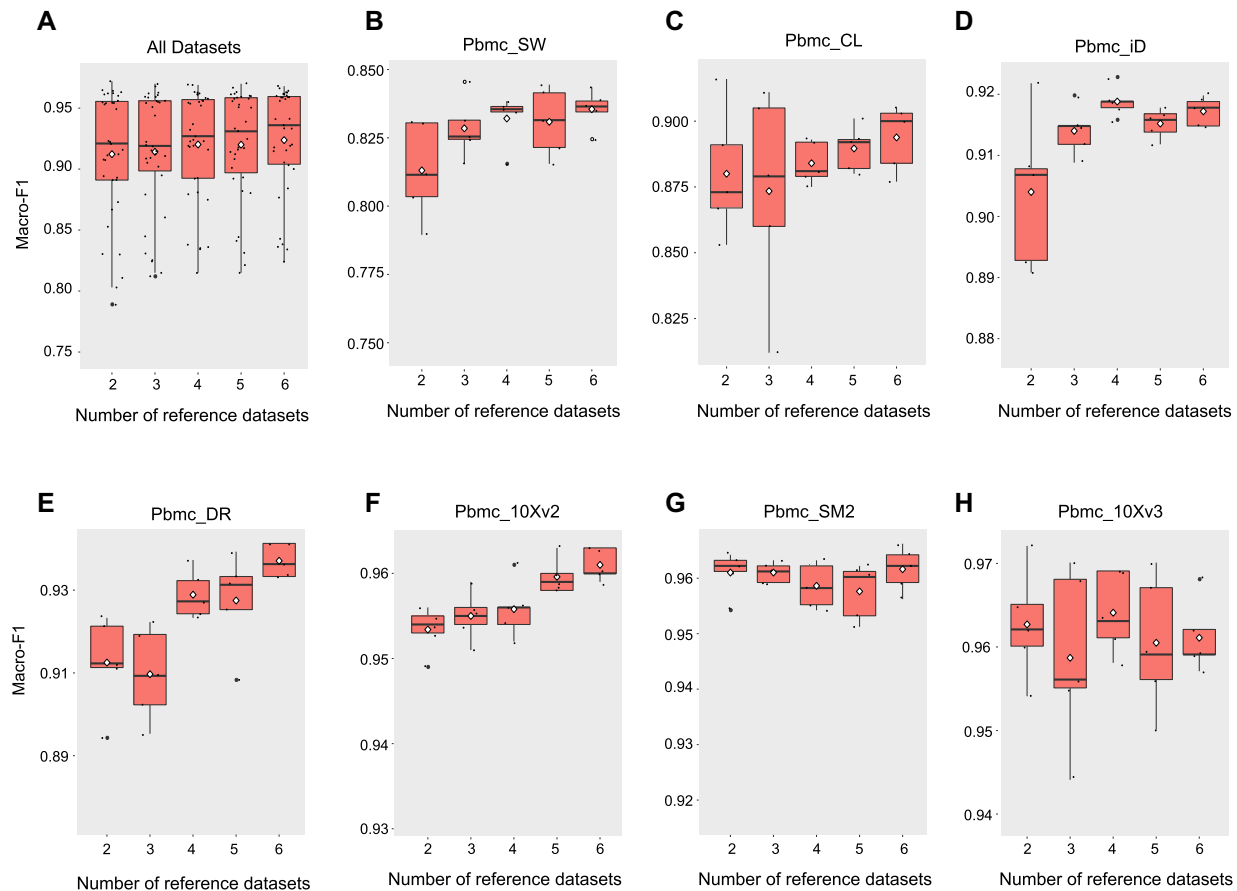 A
All Datasets
Macro-F1
0.95
0.90
0.85
0.80
0.75
2 3 4 5 6
Number of reference datasets
B
Pbmc_SW
0.850
0.825
0.800
0.775
0.750
2 3 4 5 6
Number of reference datasets
C
Pbmc_CL
0.900
0.875
0.850
0.825
2 3 4 5 6
Number of reference datasets
D
Pbmc_iD
0.92
0.91
0.90
0.89
0.88
2 3 4 5 6
Number of reference datasets
E
Pbmc_DR
Macro-F1
0.93
0.91
0.89
2 3 4 5 6
Number of reference datasets
F
Pbmc_10Xv2
0.96
0.95
0.94
0.93
2 3 4 5 6
Number of reference datasets
G
Pbmc_SM2
0.96
0.95
0.94
0.93
0.92
2 3 4 5 6
Number of reference datasets
H
Pbmc_10Xv3
0.97
0.96
0.95
0.94
2 3 4 5 6
Number of reference datasets